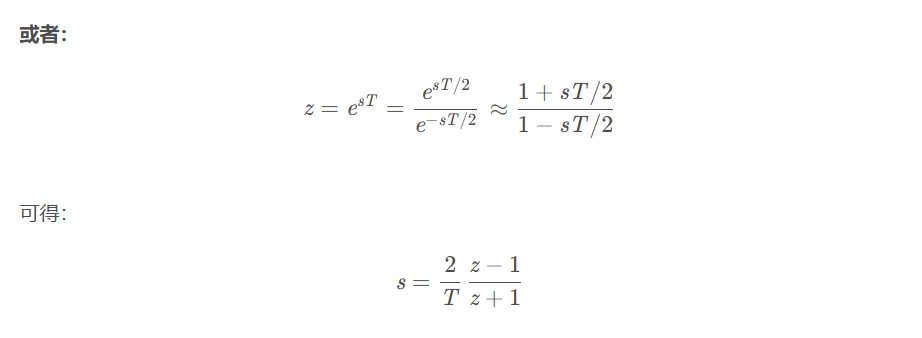 或者：
$z = e^{sT} = \frac{e^{sT/2}}{e^{-sT/2}} \approx \frac{1 + sT/2}{1 - sT/2}$
可得：
$s = \frac{2}{T} \frac{z - 1}{z + 1}$